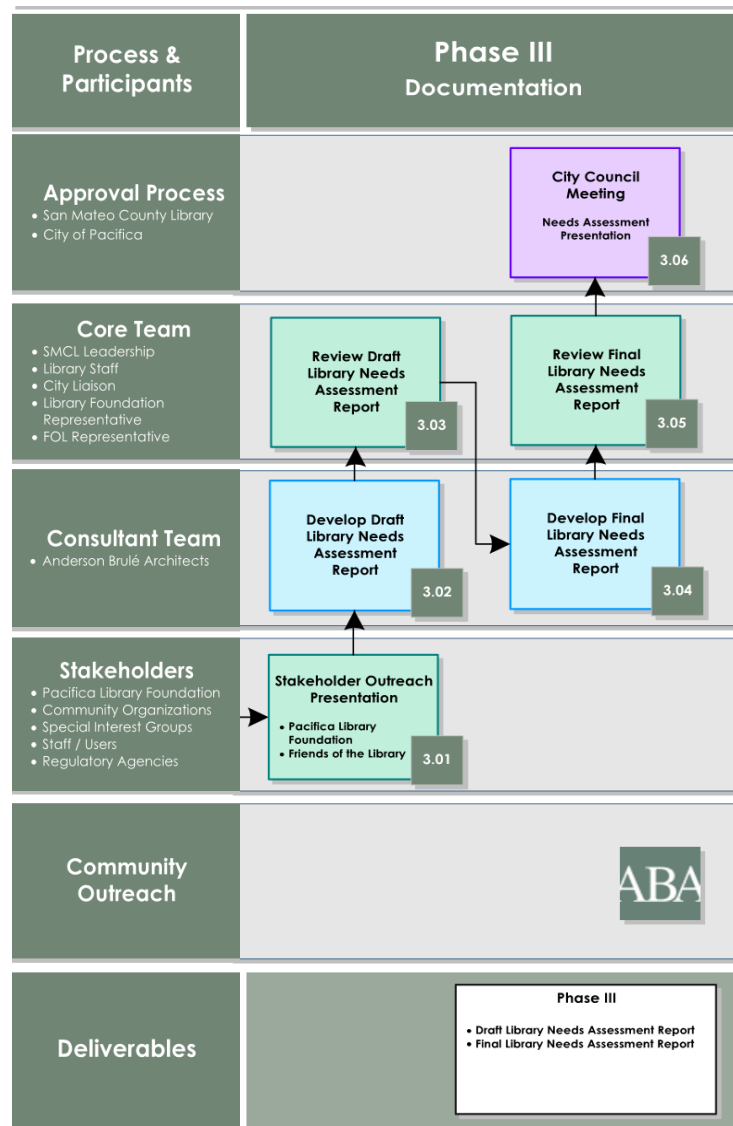 Process &
Participants
Phase III
Documentation
Approval Process
• San Mateo County Library
• City of Pacifica
City Council
Meeting
Needs Assessment
Presentation
3.06
Core Team
• SMCL Leadership
• Library Staff
• City Liaison
• Library Foundation
Representative
• FOL Representative
Review Draft
Library Needs
Assessment
Report
3.03
Review Final
Library Needs
Assessment
Report
3.05
Consultant Team
• Anderson Brulé Architects
Develop Draft
Library Needs
Assessment
Report
3.02
Develop Final
Library Needs
Assessment
Report
3.04
Stakeholders
• Pacifica Library Foundation
• Community Organizations
• Special Interest Groups
• Staff / Users
• Regulatory Agencies
Stakeholder Outreach
Presentation
• Pacifica Library
Foundation
• Friends of the Library
3.01
Community
Outreach
ABA
Deliverables
Phase III
• Draft Library Needs Assessment Report
• Final Library Needs Assessment Report